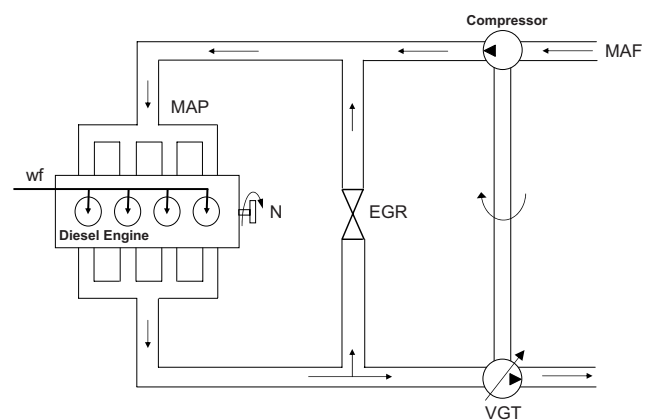 Compressor
MAF
MAP
wf
N
EGR
Diesel Engine
VGT